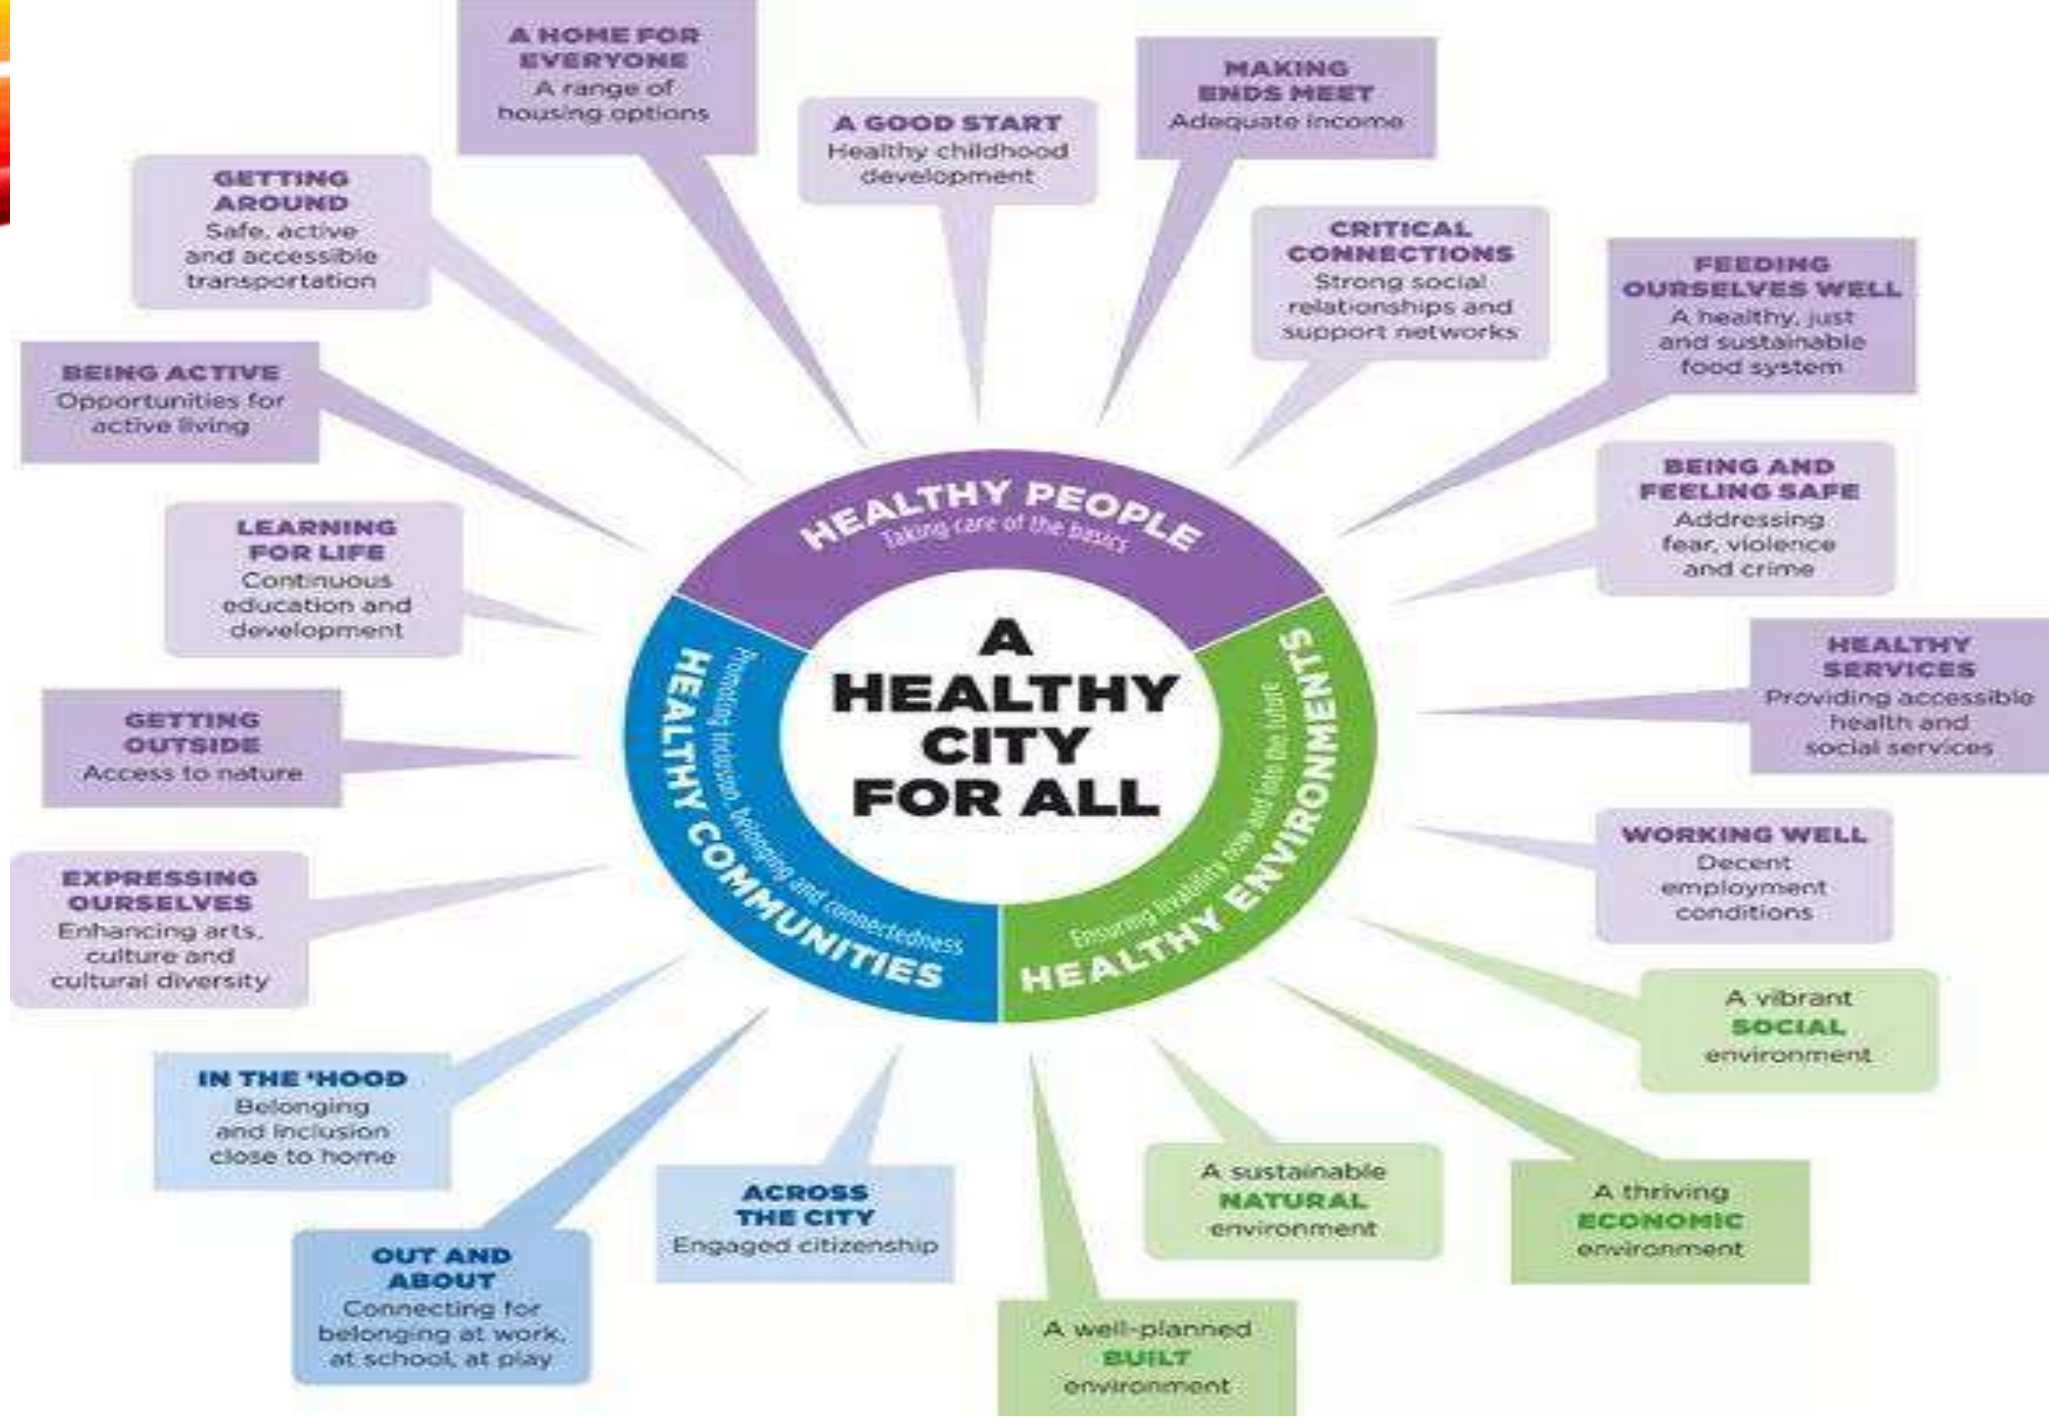 A HOME FOR
EVERYONE
A range of
housing options
A GOOD START
Healthy childhood
development
MAKING
ENDS MEET
Adequate income
CRITICAL
CONNECTIONS
Strong social
relationships and
support networks
FEEDING
OURSELVES WELL
A healthy, just
and sustainable
food system
BEING AND
FEELING SAFE
Addressing
fear, violence
and crime
HEALTHY
SERVICES
Providing accessible
health and
social services
WORKING WELL
Decent
employment
conditions
A vibrant
SOCIAL
environment
A thriving
ECONOMIC
environment
A sustainable
NATURAL
environment
A well-planned
BUILT
environment
ACROSS
THE CITY
Engaged citizenship
OUT AND
ABOUT
Connecting for
belonging at work,
at school, at play
IN THE 'HOOD
Belonging
and inclusion
close to home
EXPRESSING
OURSELVES
Enhancing arts,
culture and
cultural diversity
GETTING
OUTSIDE
Access to nature
LEARNING
FOR LIFE
Continuous
education and
development
BEING ACTIVE
Opportunities for
active living
GETTING
AROUND
Safe, active
and accessible
transportation
HEALTHY PEOPLE
Taking care of the basics
HEALTHY ENVIRONMENTS
Ensuring livability now and into the future
HEALTHY COMMUNITIES
Promoting inclusion, belonging and connectedness
A
HEALTHY
CITY
FOR ALL